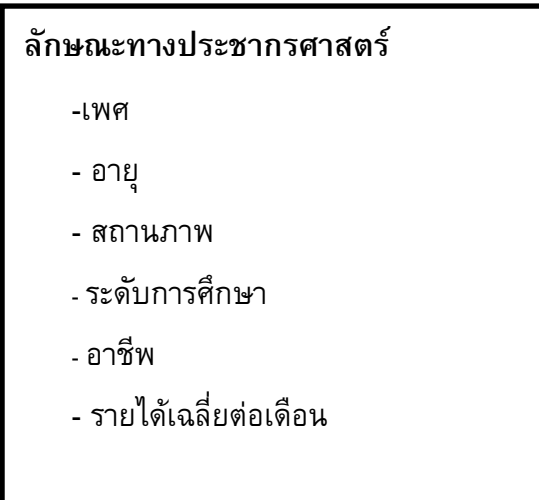 ลักษณะทางประชากรศาสตร์
-เพศ
- อายุ
- สถานภาพ
- ระดับการศึกษา
- อาชีพ
- รายได้เฉลี่ยต่อเดือน